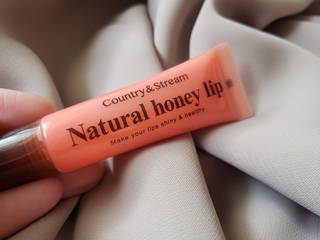 Country&Stream
Natural honey lip
Make your lips shiny & healthy